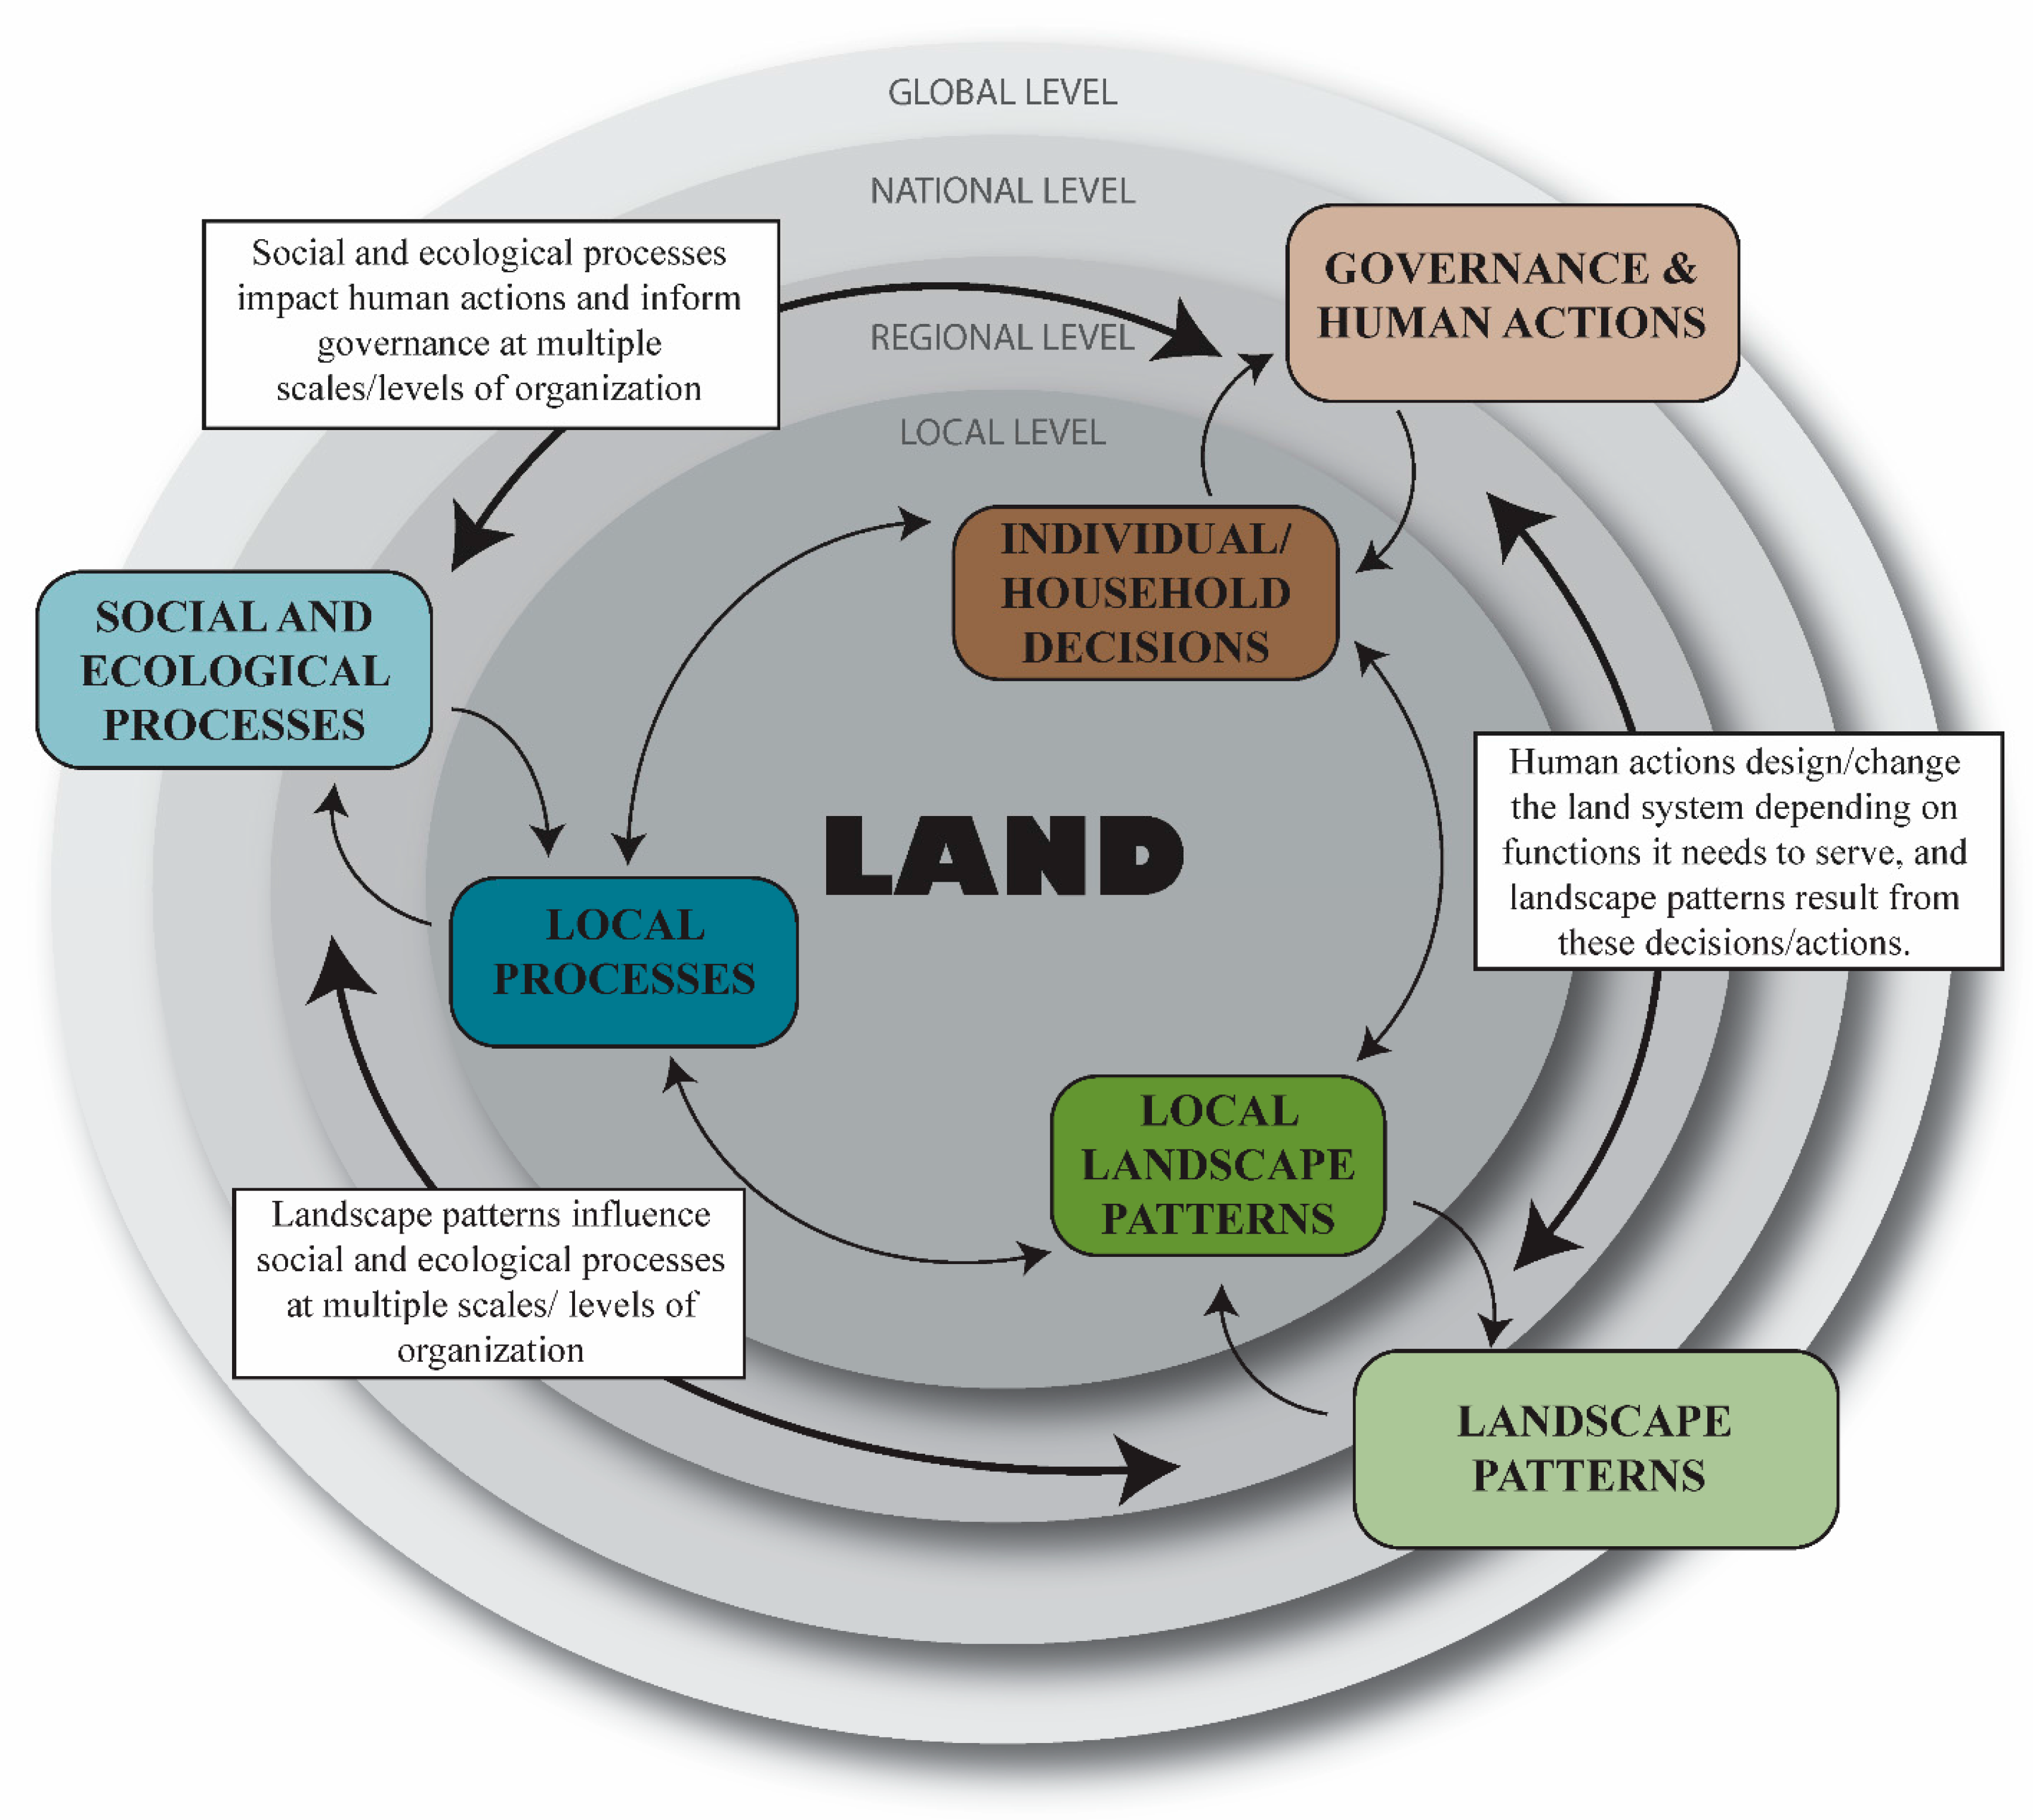 GLOBAL LEVEL
NATIONAL LEVEL
Social and ecological processes
impact human actions and inform
governance at multiple
scales/levels of organization
GOVERNANCE &
HUMAN ACTIONS
REGIONAL LEVEL
LOCAL LEVEL
INDIVIDUAL/
HOUSEHOLD
DECISIONS
SOCIAL AND
ECOLOGICAL
PROCESSES
Human actions design/change
the land system depending on
functions it needs to serve, and
landscape patterns result from
these decisions/actions.
LAND
LOCAL
PROCESSES
LOCAL
LANDSCAPE
PATTERNS
Landscape patterns influence
social and ecological processes
at multiple scales/ levels of
organization
LANDSCAPE
PATTERNS